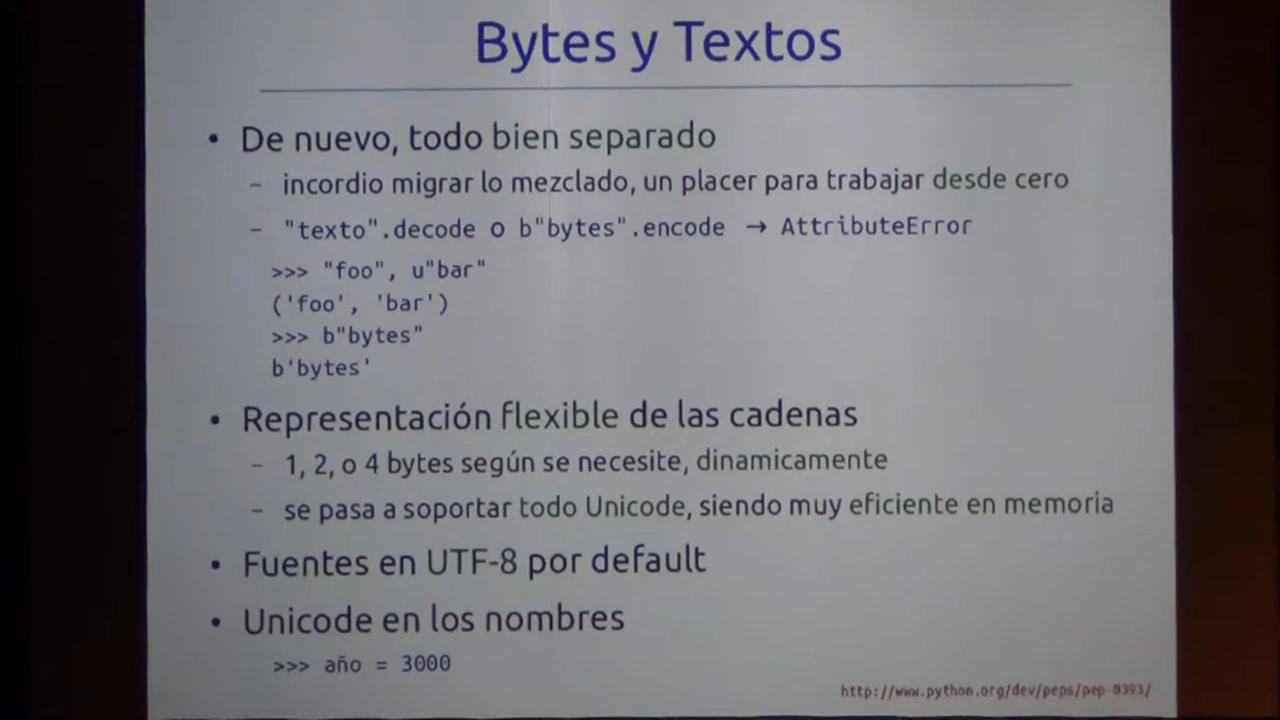 Bytes y Textos
• De nuevo, todo bien separado
– incordio migrar lo mezclado, un placer para trabajar desde cero
– "texto".decode o b"bytes".encode → AttributeError
>>> "foo", u"bar"
('foo', 'bar')
>>> b"bytes"
b'bytes'
• Representación flexible de las cadenas
– 1, 2, o 4 bytes según se necesite, dinamicamente
– se pasa a soportar todo Unicode, siendo muy eficiente en memoria
• Fuentes en UTF-8 por default
• Unicode en los nombres
>>> año = 3000
http://www.python.org/dev/peps/pep-0393/